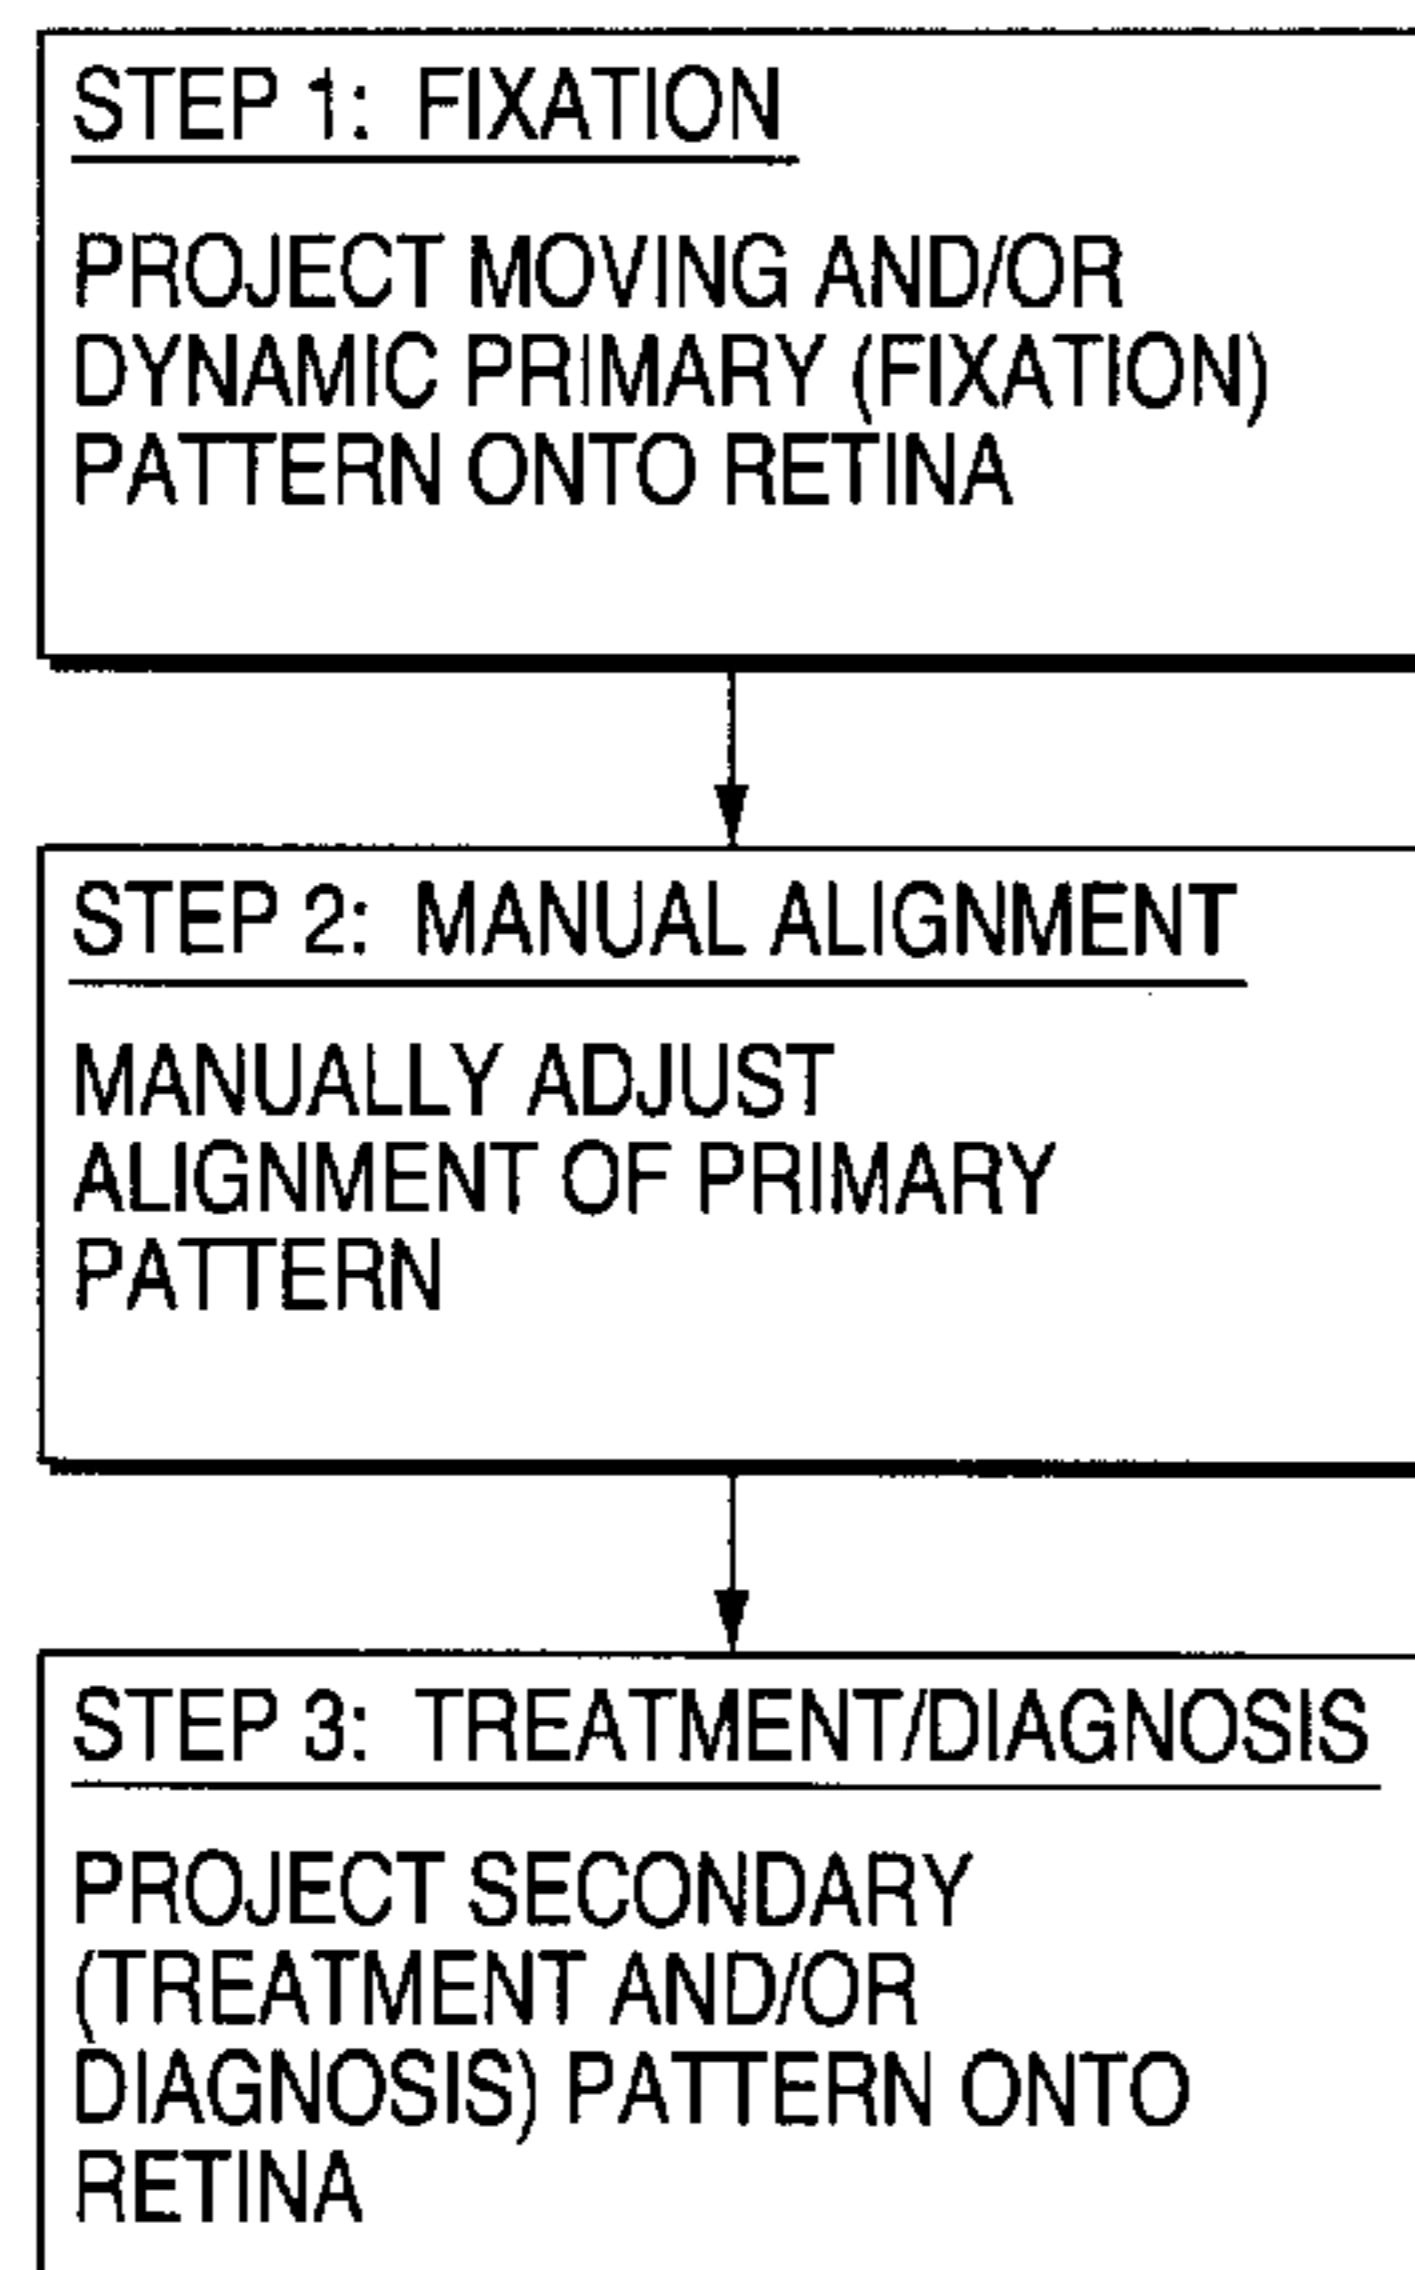 STEP 1: FIXATION
PROJECT MOVING AND/OR
DYNAMIC PRIMARY (FIXATION)
PATTERN ONTO RETINA
STEP 2: MANUAL ALIGNMENT
MANUALLY ADJUST
ALIGNMENT OF PRIMARY
PATTERN
STEP 3: TREATMENT/DIAGNOSIS
PROJECT SECONDARY
(TREATMENT AND/OR
DIAGNOSIS) PATTERN ONTO
RETINA